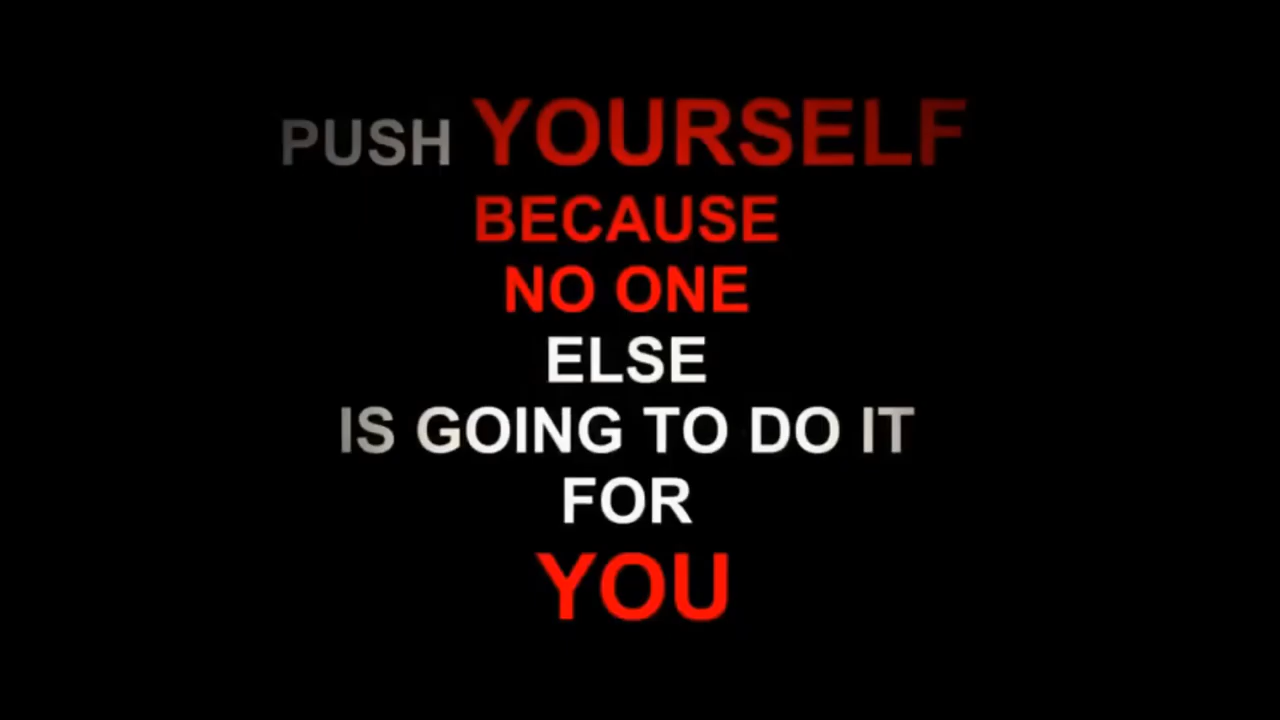 PUSH YOURSELF
BECAUSE
NO ONE
ELSE
IS GOING TO DO IT
FOR
YOU